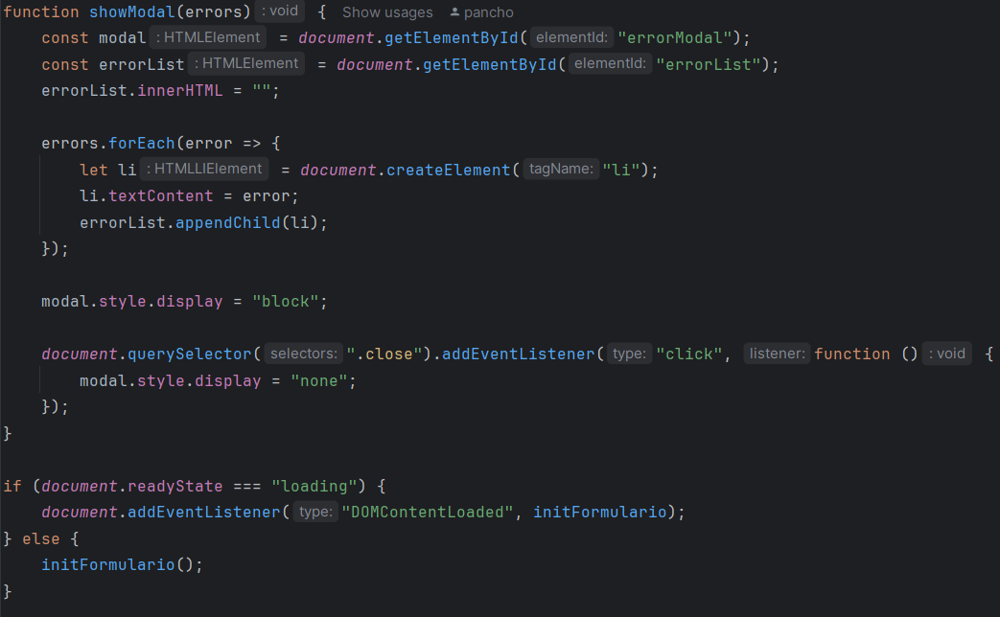 function showModal(errors) : void { Show usages pancho
    const modal : HTMLElement = document.getElementById( elementId: "errorModal");
    const errorList : HTMLElement = document.getElementById( elementId: "errorList");
    errorList.innerHTML = "";

    errors.forEach(error => {
        let li : HTMLLIElement = document.createElement( tagName: "li");
        li.textContent = error;
        errorList.appendChild(li);
    });

    modal.style.display = "block";

    document.querySelector( selectors: ".close").addEventListener( type: "click", listener: function () : void {
        modal.style.display = "none";
    });
}

if (document.readyState === "loading") {
    document.addEventListener( type: "DOMContentLoaded", initFormulario);
} else {
    initFormulario();
}